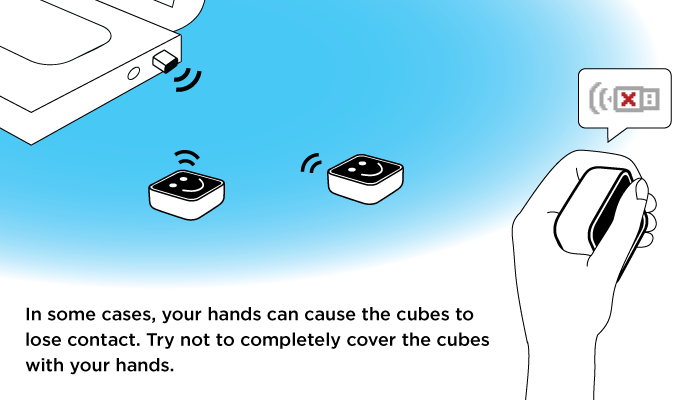 In some cases, your hands can cause the cubes to
lose contact. Try not to completely cover the cubes
with your hands.